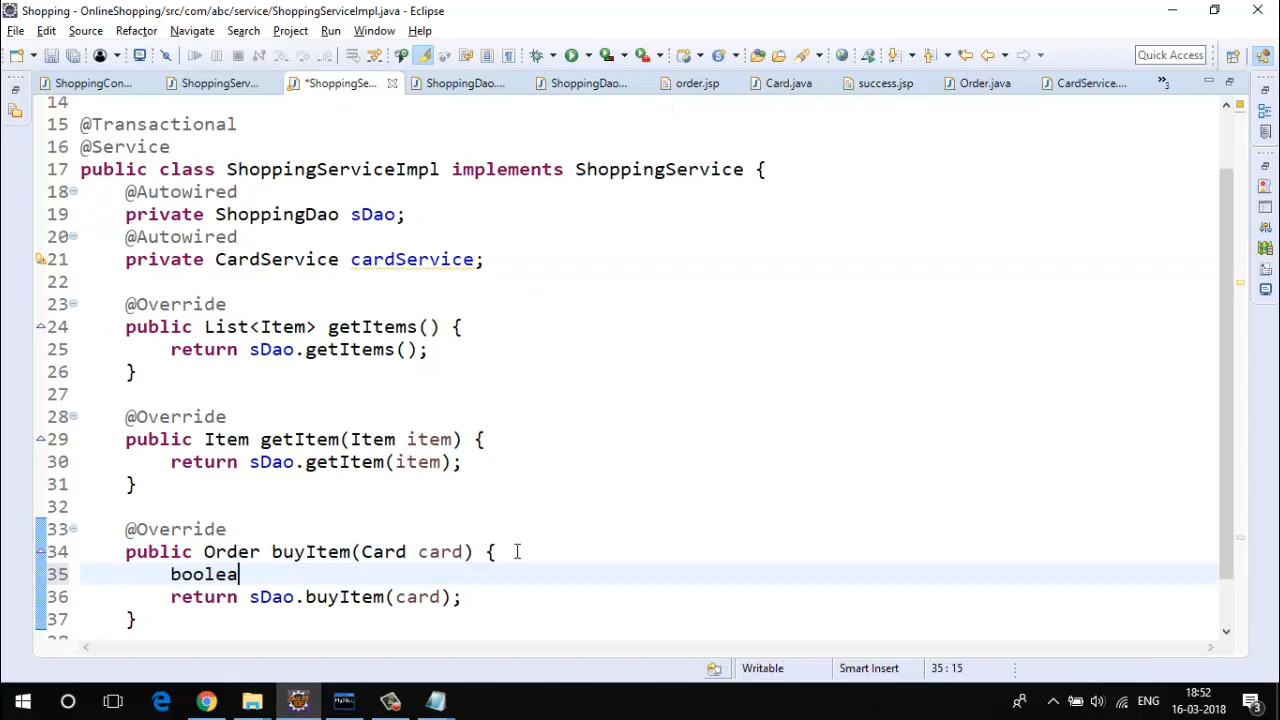 Shopping - OnlineShopping/src/com/abc/service/ShoppingServiceImpl.java - Eclipse
File Edit Source Refactor Navigate Search Project Run Window Help
Quick Access
ShoppingCon... ShoppingServ... *ShoppingSe... ShoppingDao.... ShoppingDao... order.jsp Card.java success.jsp Order.java CardService.... »3
14
15 @Transactional
16 @Service
17 public class ShoppingServiceImpl implements ShoppingService {
18 @Autowired
19 private ShoppingDao sDao;
20 @Autowired
21 private CardService cardService;
22
23 @Override
24 public List<Item> getItems() {
25 return sDao.getItems();
26 }
27
28 @Override
29 public Item getItem(Item item) {
30 return sDao.getItem(item);
31 }
32
33 @Override
34 public Order buyItem(Card card) {
35 boolea
36 return sDao.buyItem(card);
37 }
Writable Smart Insert 35 : 15
ENG 18:52
16-03-2018 3